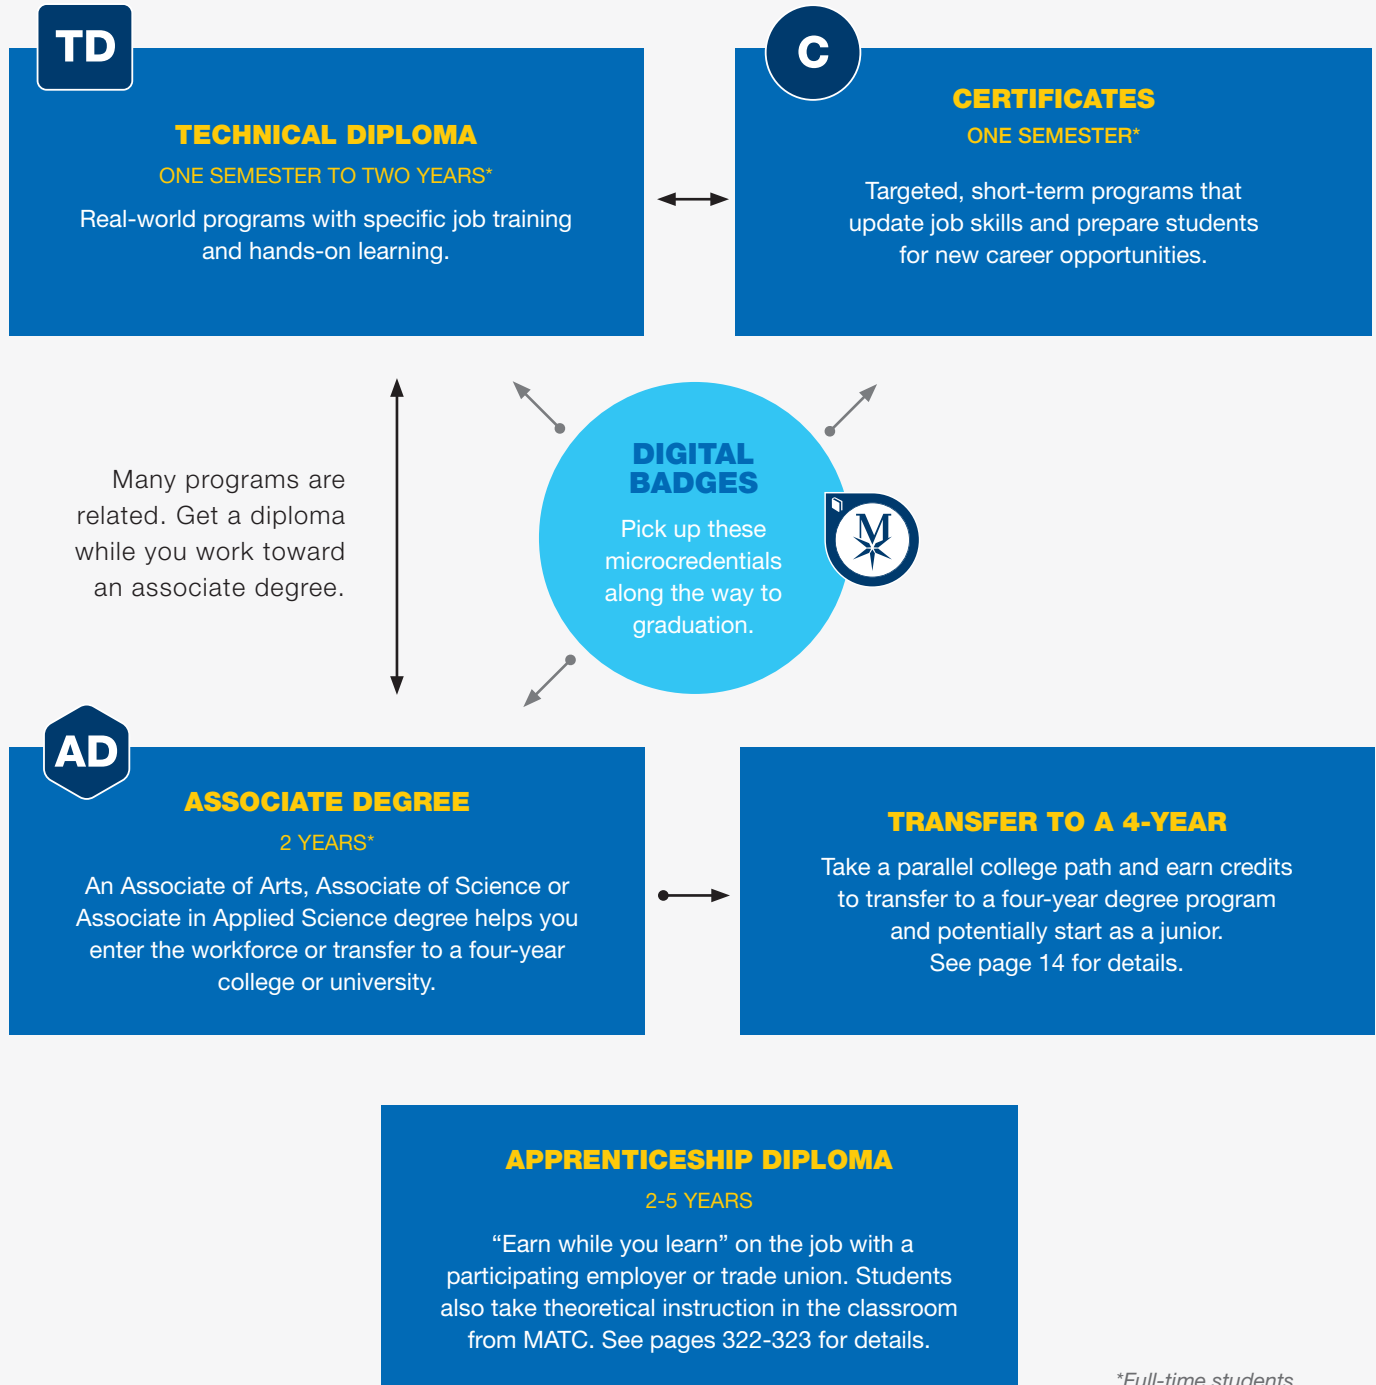 TD
TECHNICAL DIPLOMA
ONE SEMESTER TO TWO YEARS*
Real-world programs with specific job training
and hands-on learning.
C
CERTIFICATES
ONE SEMESTER*
Targeted, short-term programs that
update job skills and prepare students
for new career opportunities.
Many programs are
related. Get a diploma
while you work toward
an associate degree.
DIGITAL
BADGES
Pick up these
microcredentials
along the way to
graduation.
M
AD
ASSOCIATE DEGREE
2 YEARS*
An Associate of Arts, Associate of Science or
Associate in Applied Science degree helps you
enter the workforce or transfer to a four-year
college or university.
TRANSFER TO A 4-YEAR
Take a parallel college path and earn credits
to transfer to a four-year degree program
and potentially start as a junior.
See page 14 for details.
APPRENTICESHIP DIPLOMA
2-5 YEARS
“Earn while you learn” on the job with a
participating employer or trade union. Students
also take theoretical instruction in the classroom
from MATC. See pages 322-323 for details.
*Full-time students